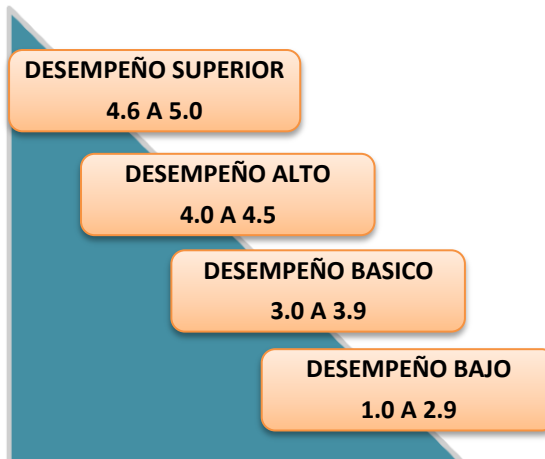 DESEMPEÑO SUPERIOR
4.6 A 5.0
DESEMPEÑO ALTO
4.0 A 4.5
DESEMPEÑO BASICO
3.0 A 3.9
DESEMPEÑO BAJO
1.0 A 2.9